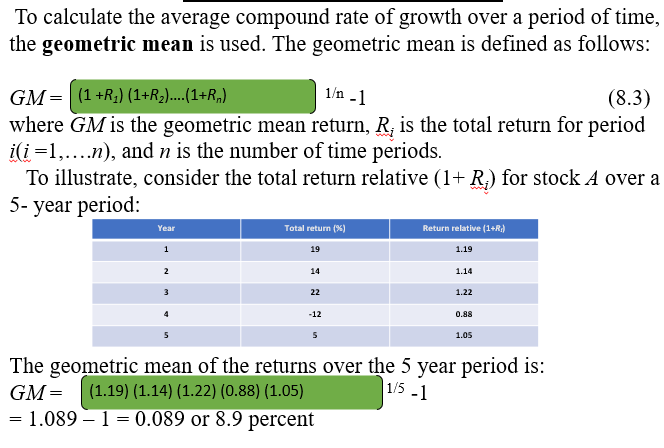 To calculate the average compound rate of growth over a period of time,
the geometric mean is used. The geometric mean is defined as follows:
GM = (1 +R₁) (1+R₂)....(1+Rₙ) 1/n -1 (8.3)
where GM is the geometric mean return, Rᵢ is the total return for period
i(i =1,....n), and n is the number of time periods.
To illustrate, consider the total return relative (1+ Rᵢ) for stock A over a
5- year period:
Year Total return (%) Return relative (1+Rᵢ)
1 19 1.19
2 14 1.14
3 22 1.22
4 -12 0.88
5 5 1.05
The geometric mean of the returns over the 5 year period is:
GM = (1.19) (1.14) (1.22) (0.88) (1.05) 1/5 -1
= 1.089 – 1 = 0.089 or 8.9 percent